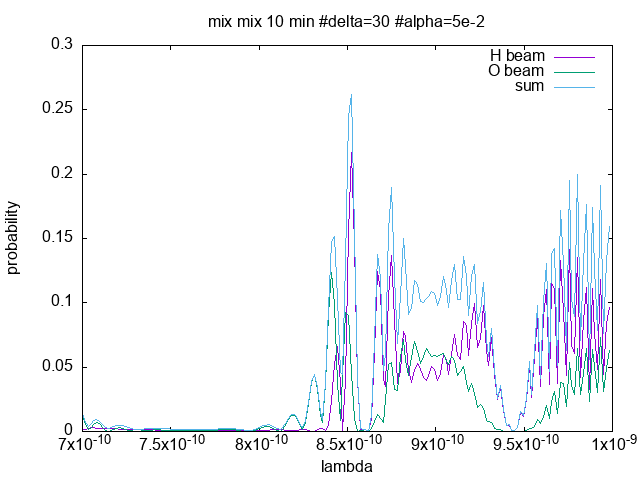 mix mix 10 min #delta=30 #alpha=5e-2
H beam
O beam
sum
probability
0.3
0.25
0.2
0.15
0.1
0.05
0
7x10⁻¹⁰ 7.5x10⁻¹⁰ 8x10⁻¹⁰ 8.5x10⁻¹⁰ 9x10⁻¹⁰ 9.5x10⁻¹⁰ 1x10⁻⁹
lambda